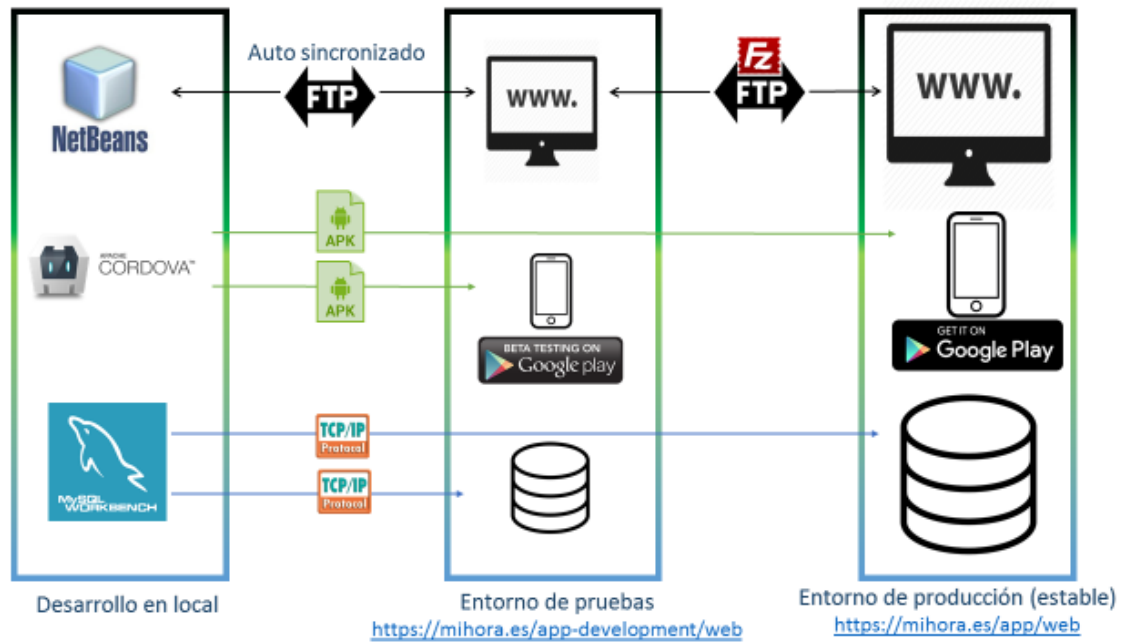 Auto sincronizado
NetBeans
FTP
www.
Fz
FTP
www.
APK
APACHE
CORDOVA™
APK
BETA TESTING ON
Google play
GET IT ON
Google Play
MySQL
WORKBENCH
TCP/IP
Protocol
TCP/IP
Protocol
Desarrollo en local
Entorno de pruebas
https://mihora.es/app-development/web
Entorno de producción (estable)
https://mihora.es/app/web